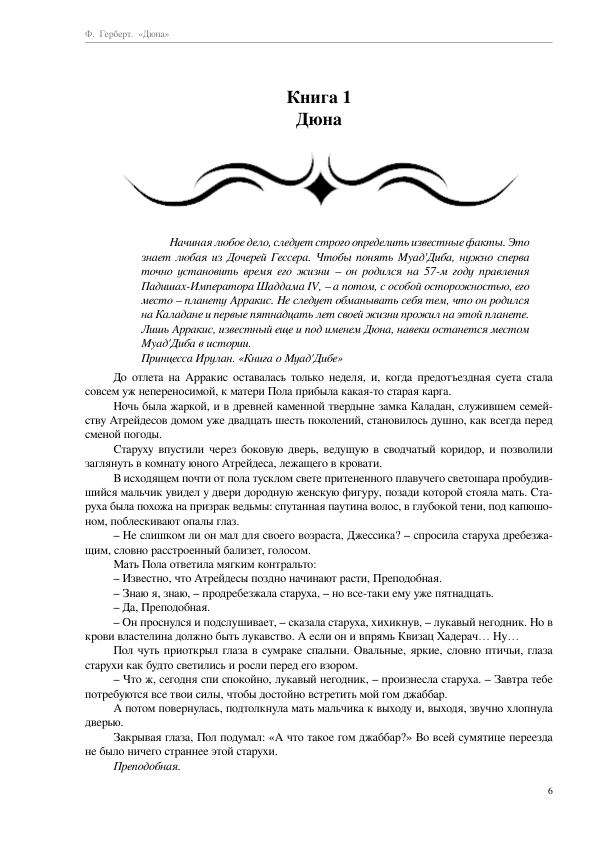 Ф. Герберт. «Дюна»
Книга 1
Дюна
Начиная любое дело, следует строго определить известные факты. Это
знает любая из Дочерей Гессера. Чтобы понять Муад'Диба, нужно сперва
точно установить время его жизни – он родился на 57-м году правления
Падишах-Императора Шаддама IV, – а потом, с особой осторожностью, его
место – планету Арракис. Не следует обманывать себя тем, что он родился
на Каладане и первые пятнадцать лет своей жизни прожил на этой планете.
Лишь Арракис, известный еще и под именем Дюна, навеки останется местом
Муад'Диба в истории.
Принцесса Ирулан. «Книга о Муад'Дибе»
До отлета на Арракис оставалась только неделя, и, когда предотъездная суета стала
совсем уж непереносимой, к матери Пола прибыла какая-то старая карга.
Ночь была жаркой, и в древней каменной твердыне замка Каладан, служившем семей-
ству Атрейдесов домом уже двадцать шесть поколений, становилось душно, как всегда перед
сменой погоды.
Старуху впустили через боковую дверь, ведущую в сводчатый коридор, и позволили
заглянуть в комнату юного Атрейдеса, лежащего в кровати.
В исходящем почти от пола тусклом свете притененного плавучего светошара пробудив-
шийся мальчик увидел у двери дородную женскую фигуру, позади которой стояла мать. Ста-
руха была похожа на призрак ведьмы: спутанная паутина волос, в глубокой тени, под капюшо-
ном, поблескивают опалы глаз.
– Не слишком ли он мал для своего возраста, Джессика? – спросила старуха дребезжа-
щим, словно расстроенный бализет, голосом.
Мать Пола ответила мягким контральто:
– Известно, что Атрейдесы поздно начинают расти, Преподобная.
– Знаю я, знаю, – продребезжала старуха, – но все-таки ему уже пятнадцать.
– Да, Преподобная.
– Он проснулся и подслушивает, – сказала старуха, хихикнув, – лукавый негодник. Но в
крови властелина должно быть лукавство. А если он и впрямь Квизац Хадерач… Ну…
Пол чуть приоткрыл глаза в сумраке спальни. Овальные, яркие, словно птичьи, глаза
старухи как будто светились и росли перед его взором.
– Что ж, сегодня спи спокойно, лукавый негодник, – произнесла старуха. – Завтра тебе
потребуются все твои силы, чтобы достойно встретить мой гом джаббар.
А потом повернулась, подтолкнула мать мальчика к выходу и, выходя, звучно хлопнула
дверью.
Закрывая глаза, Пол подумал: «А что такое гом джаббар?» Во всей сумятице переезда
не было ничего страннее этой старухи.
Преподобная.
6